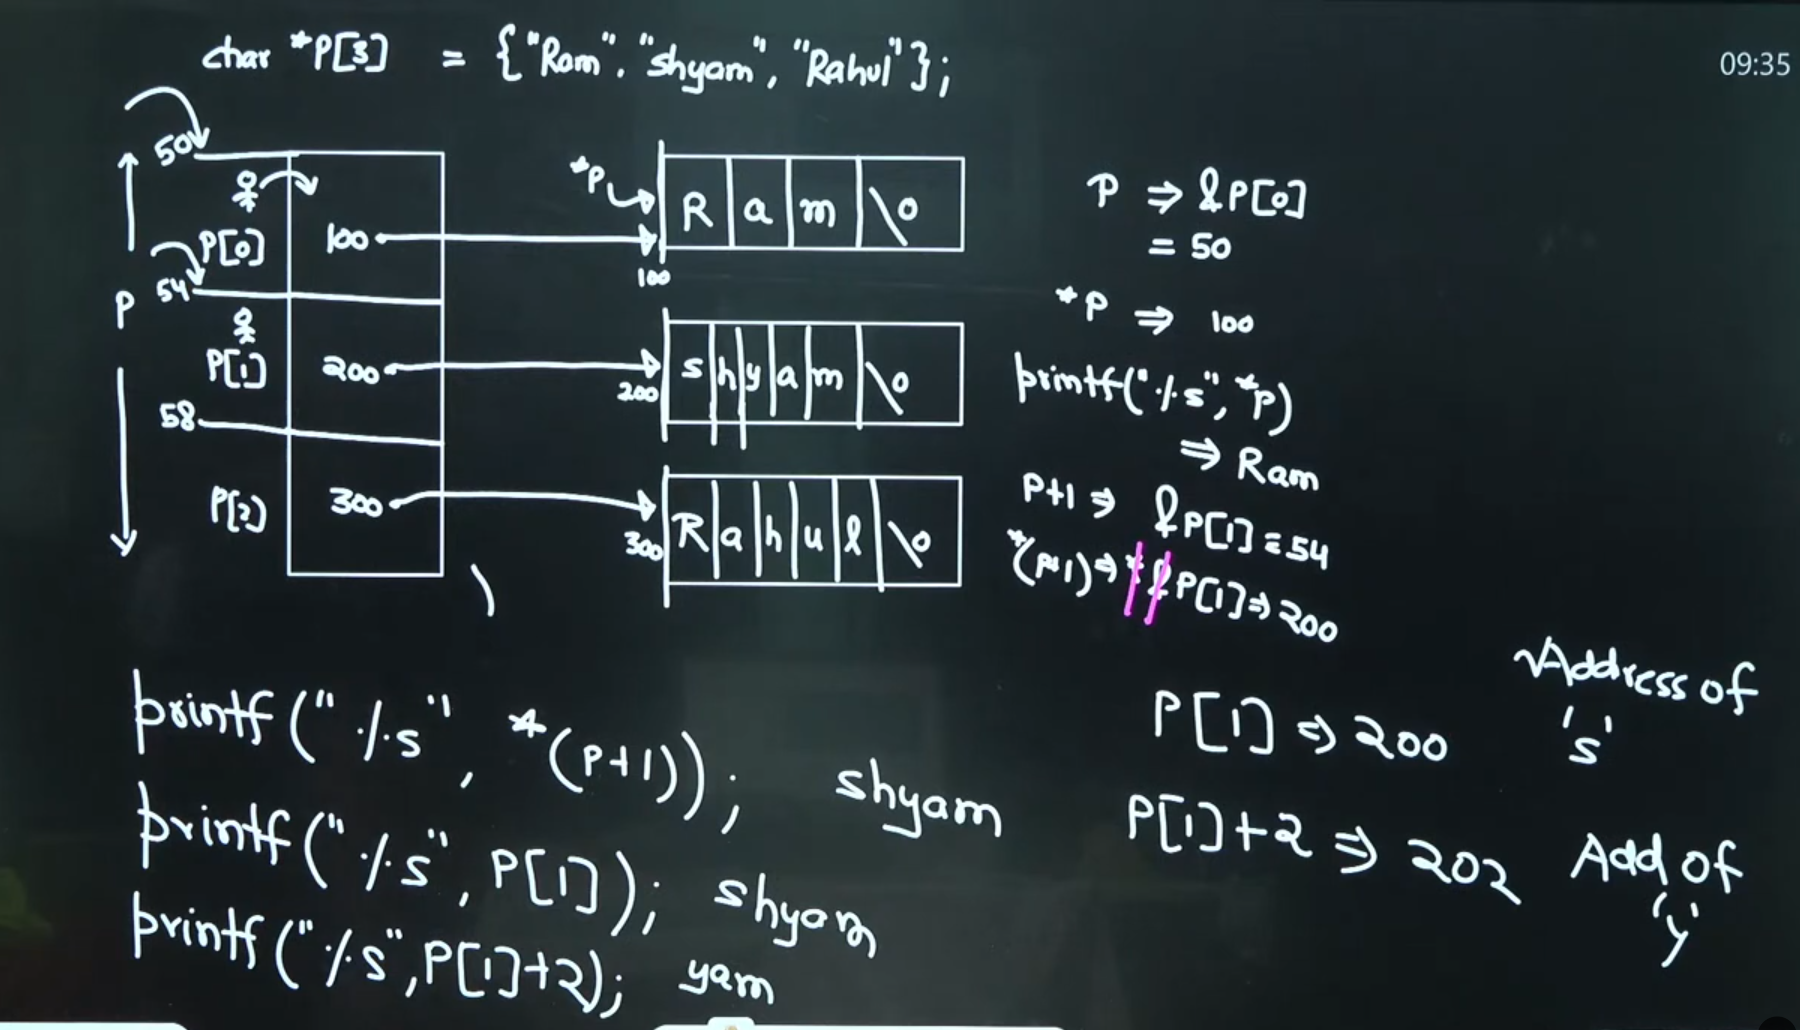 char *P[3] = {"Ram". "shyam", "Rahul"};
09:35
50
P[0]
100
54
P
P[1]
200
58
P[2]
300
*P
R a m \0
100
s h y a m \0
200
R a h u l \0
300
P ⇒ &P[0]
= 50
*P ⇒ 100
printf("%s", *P)
⇒ Ram
P+1 ⇒ &P[1] = 54
*(P+1) ⇒ *&P[1] ⇒ 200
printf("%s", *(P+1)); shyam
printf("%s", P[1]); shyam
printf("%s", P[1]+2); yam
P[1] ⇒ 200
Address of
's'
P[1]+2 ⇒ 202
Add of
'y'